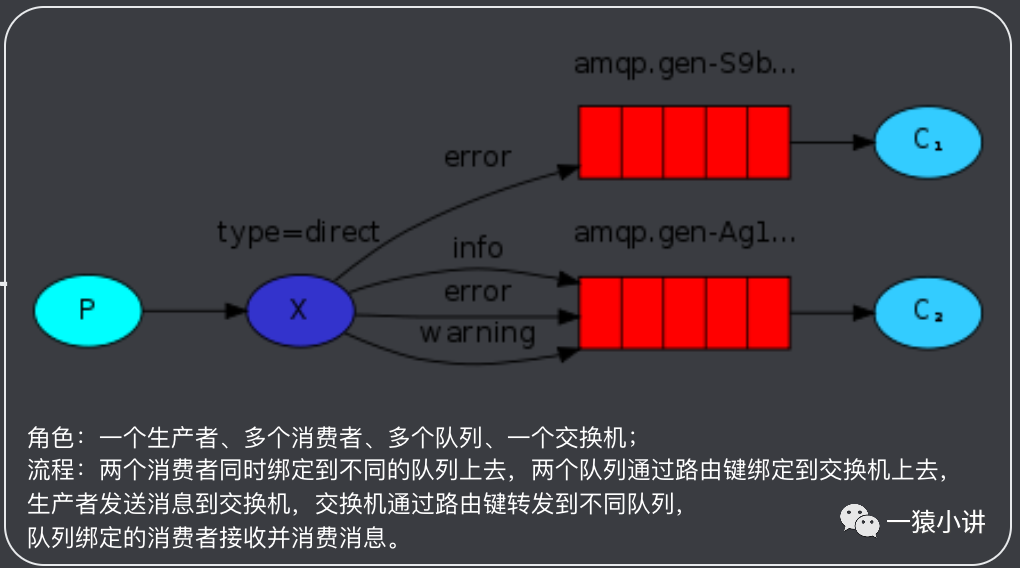 amqp.gen-S9b...
error
C₁
type=direct
amqp.gen-Ag1...
info
error
P
X
C₂
warning
角色：一个生产者、多个消费者、多个队列、一个交换机；
流程：两个消费者同时绑定到不同的队列上去，两个队列通过路由键绑定到交换机上去，
生产者发送消息到交换机，交换机通过路由键转发到不同队列，
队列绑定的消费者接收并消费消息。
一猿小讲